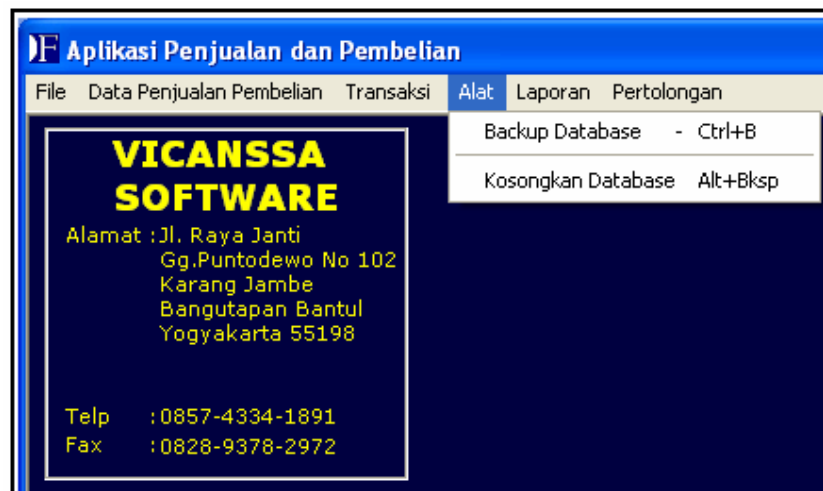 Aplikasi Penjualan dan Pembelian
File Data Penjualan Pembelian Transaksi Alat Laporan Pertolongan
Backup Database - Ctrl+B
Kosongkan Database Alt+Bksp
VICANSSA
SOFTWARE
Alamat :Jl. Raya Janti
Gg.Puntodewo No 102
Karang Jambe
Bangutapan Bantul
Yogyakarta 55198
Telp :0857-4334-1891
Fax :0828-9378-2972